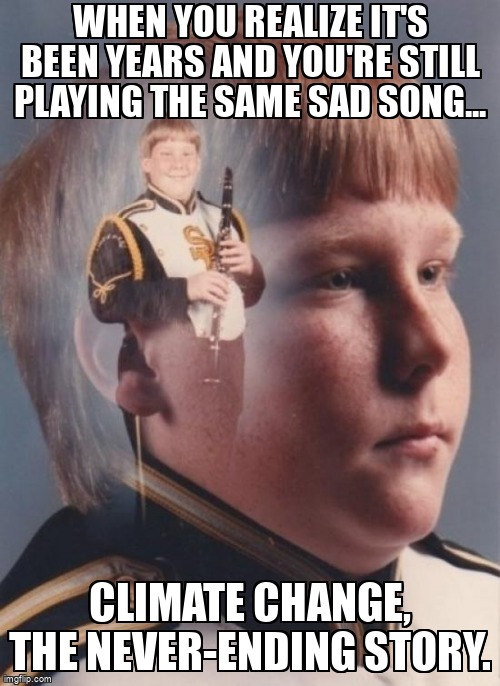 WHEN YOU REALIZE IT'S
BEEN YEARS AND YOU'RE STILL
PLAYING THE SAME SAD SONG...
CLIMATE CHANGE,
THE NEVER-ENDING STORY.
imgflip.com